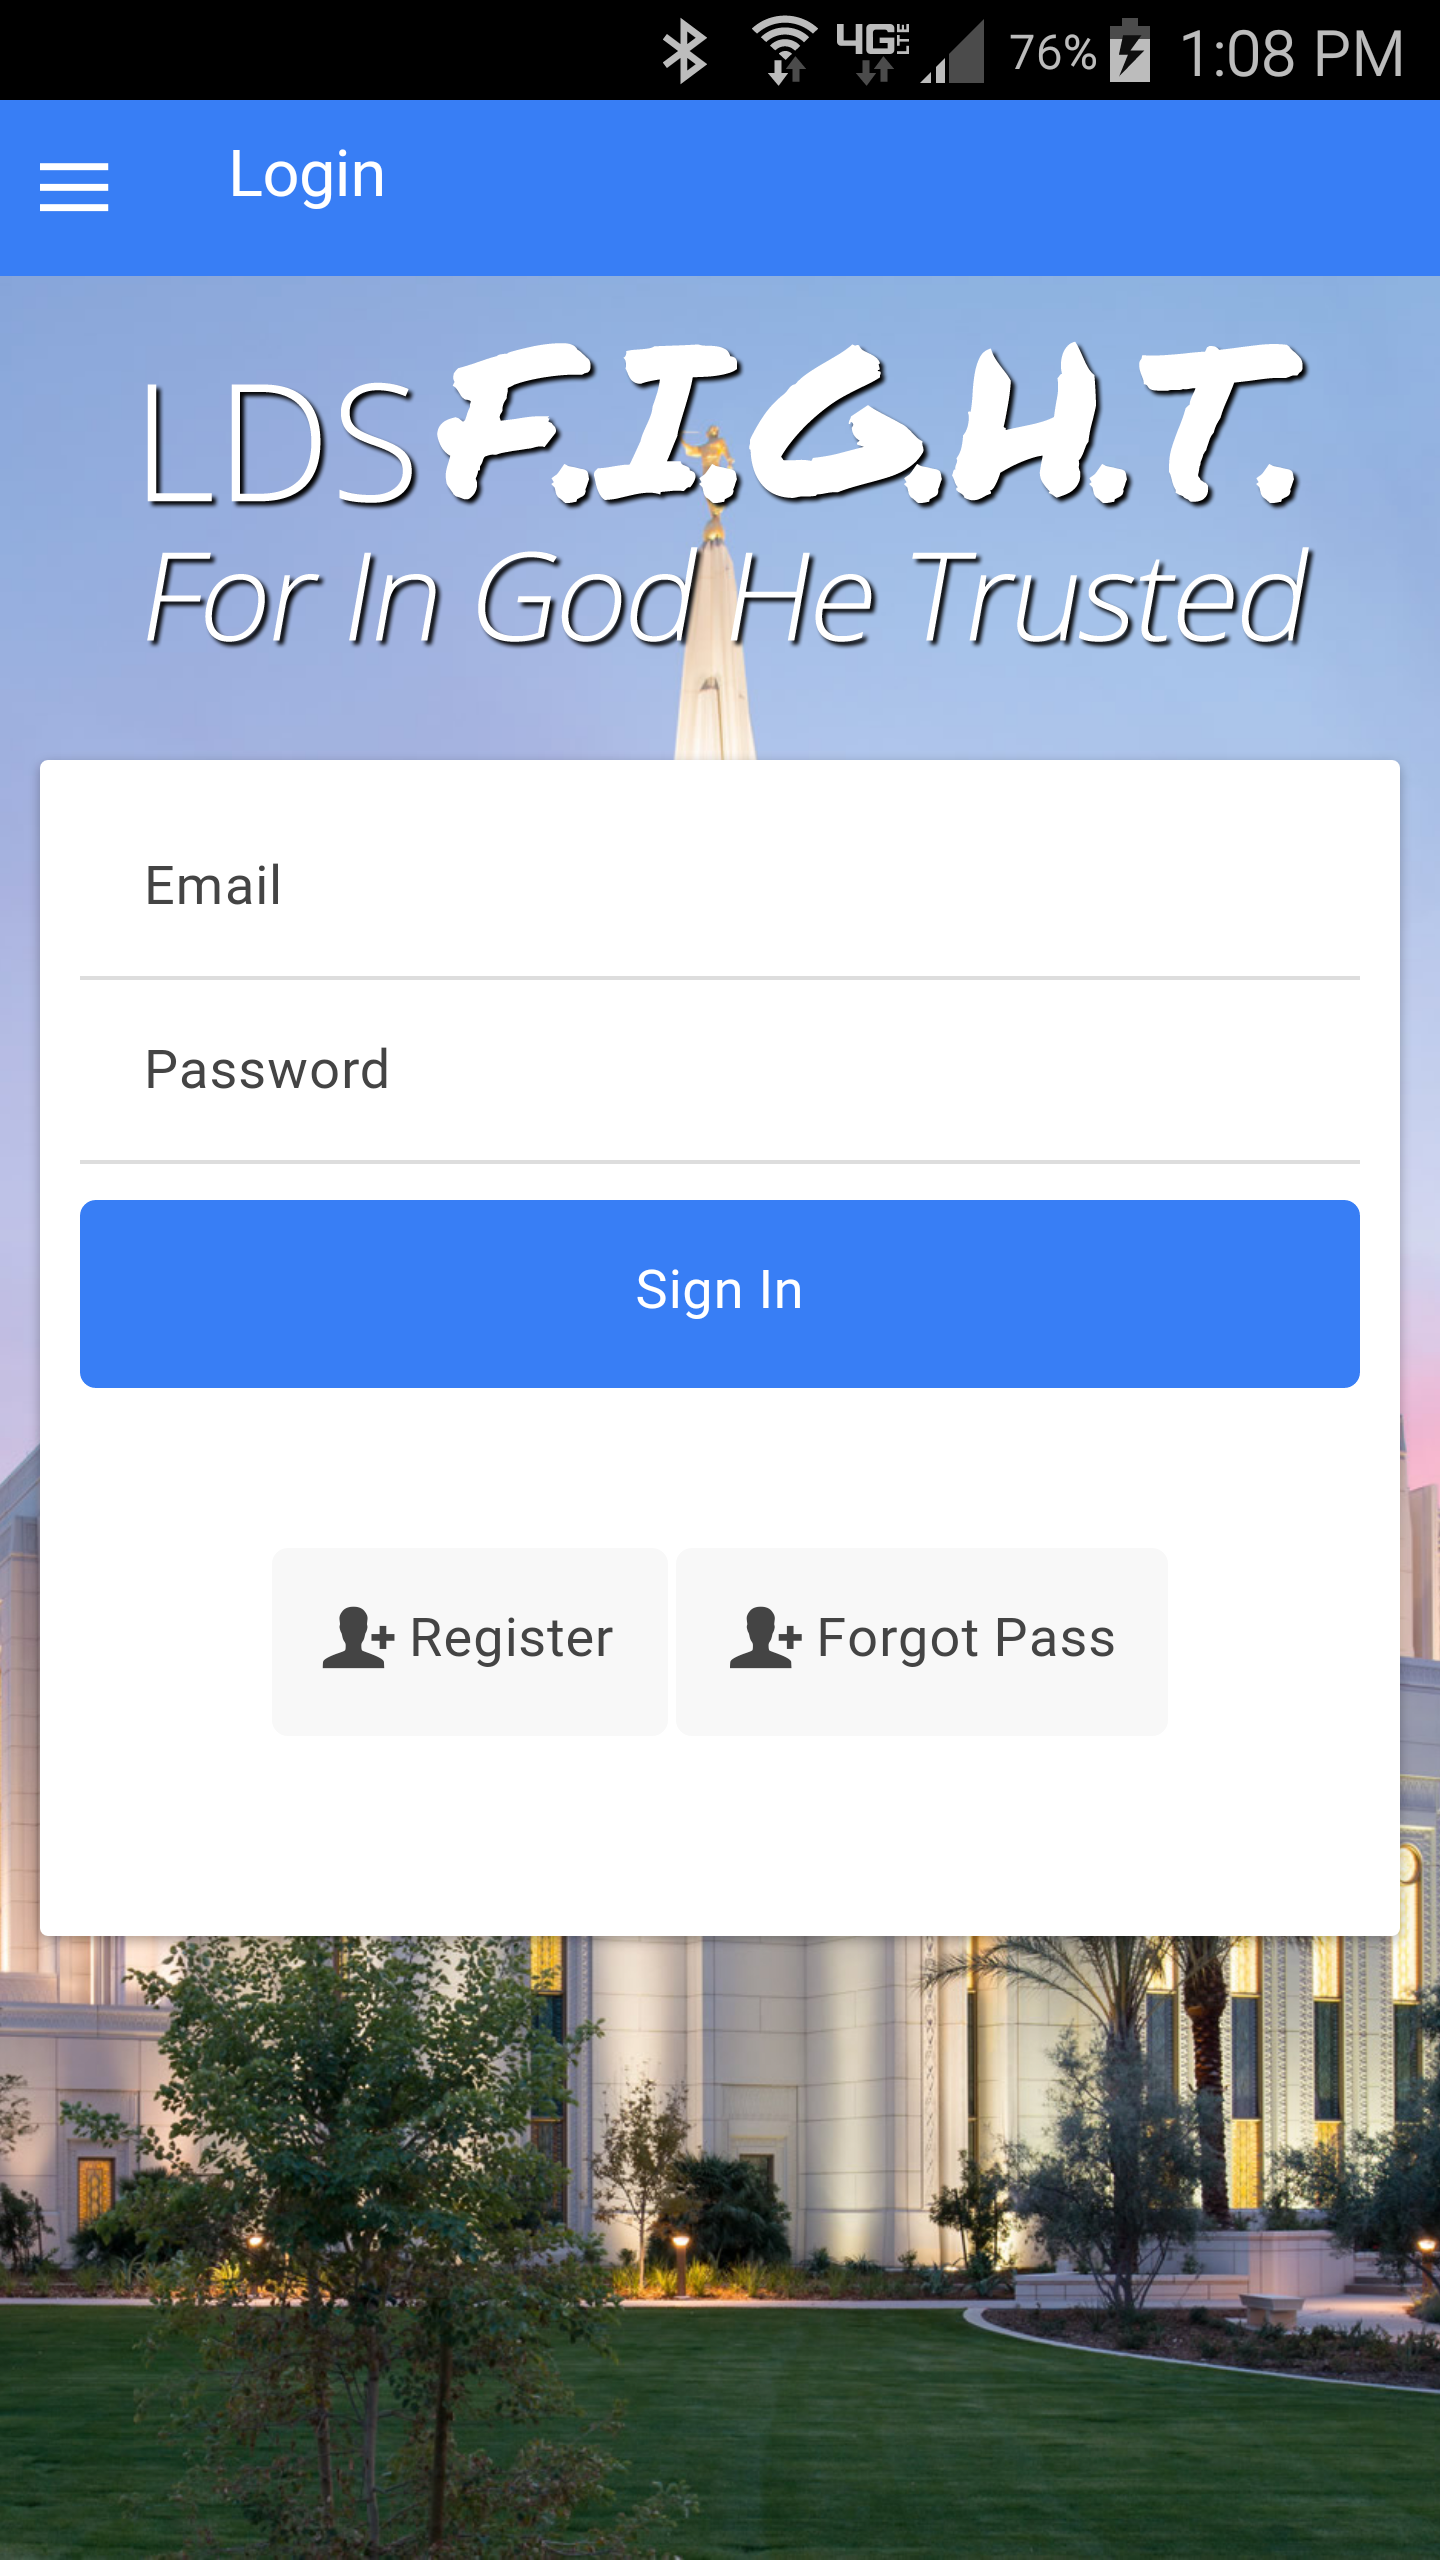 4G LTE 76% 1:08 PM
Login
LDS F.I.G.H.T.
For In God He Trusted
Email
Password
Sign In
Register Forgot Pass